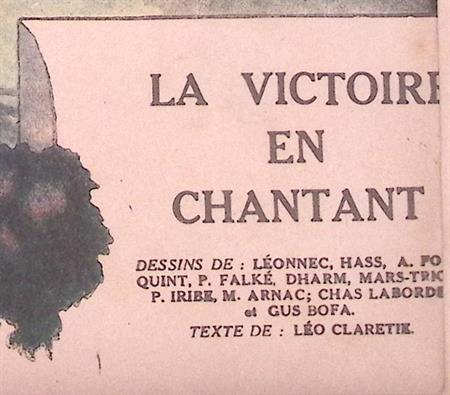 LA VICTOIRE
EN
CHANTANT
DESSINS DE : LÉONNEC, HASS, A. FO
QUINT, P. FALKÉ, DHARM, MARS-TRIC
P. IRIBE, M. ARNAC; CHAS LABORDE
et GUS BOFA.
TEXTE DE : LÉO CLARETIE.